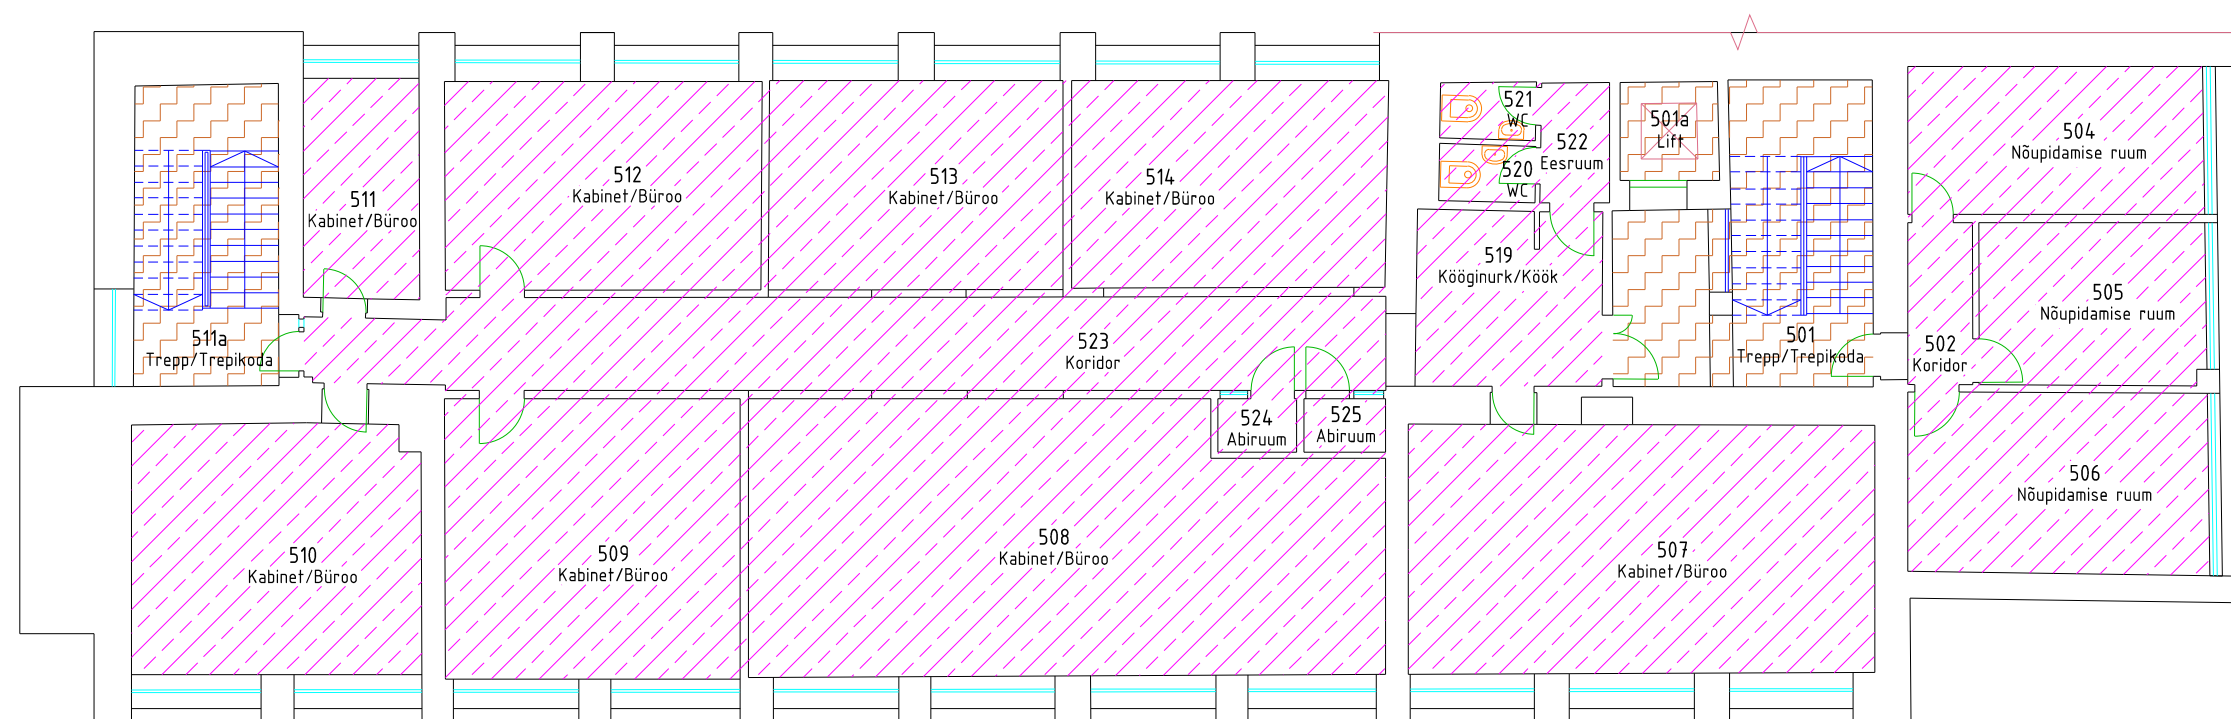 521
WC
522
Eesruum
520
WC
501a
Lift
504
Nõupidamise ruum
511
Kabinet/Büroo
512
Kabinet/Büroo
513
Kabinet/Büroo
514
Kabinet/Büroo
519
Kööginurk/Köök
505
Nõupidamise ruum
511a
Trepp/Trepikoda
523
Koridor
501
Trepp/Trepikoda
502
Koridor
524
Abiruum
525
Abiruum
510
Kabinet/Büroo
509
Kabinet/Büroo
508
Kabinet/Büroo
507
Kabinet/Büroo
506
Nõupidamise ruum